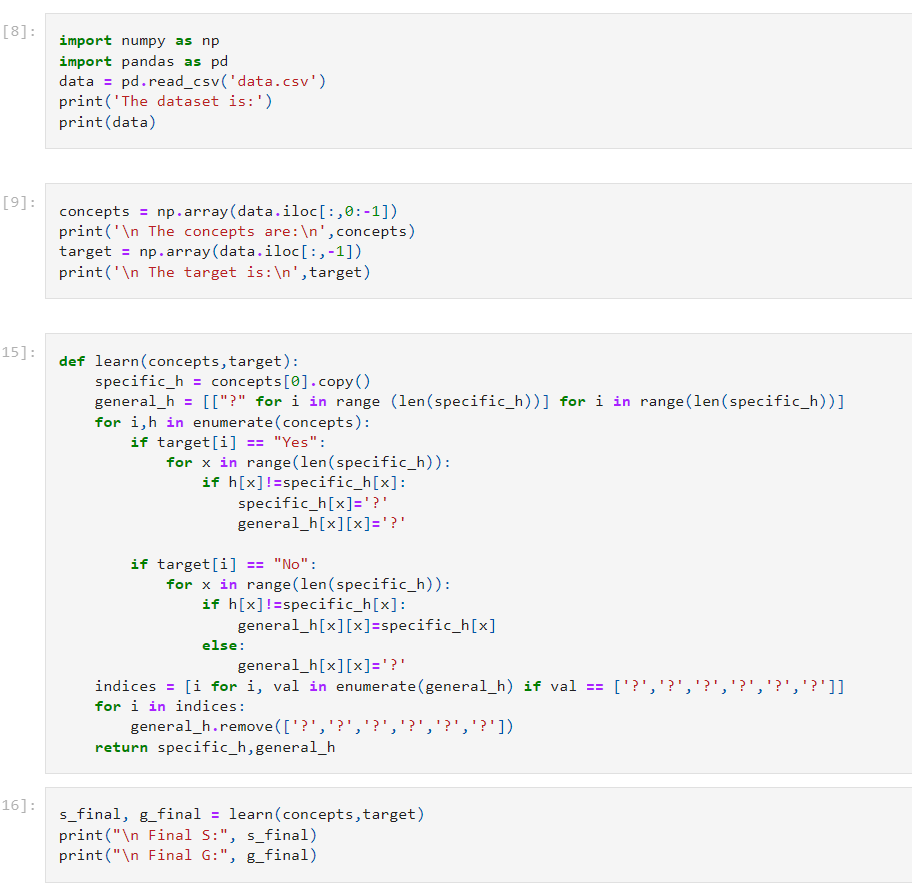 [8]:
import numpy as np
import pandas as pd
data = pd.read_csv('data.csv')
print('The dataset is:')
print(data)
[9]:
concepts = np.array(data.iloc[:,0:-1])
print('\n The concepts are:\n',concepts)
target = np.array(data.iloc[:,-1])
print('\n The target is:\n',target)
15]:
def learn(concepts,target):
    specific_h = concepts[0].copy()
    general_h = [["?" for i in range (len(specific_h))] for i in range(len(specific_h))]
    for i,h in enumerate(concepts):
        if target[i] == "Yes":
            for x in range(len(specific_h)):
                if h[x]!=specific_h[x]:
                    specific_h[x]='?'
                    general_h[x][x]='?'
        if target[i] == "No":
            for x in range(len(specific_h)):
                if h[x]!=specific_h[x]:
                    general_h[x][x]=specific_h[x]
                else:
                    general_h[x][x]='?'
    indices = [i for i, val in enumerate(general_h) if val == ['?','?','?','?','?','?']]
    for i in indices:
        general_h.remove(['?','?','?','?','?','?'])
    return specific_h,general_h
16]:
s_final, g_final = learn(concepts,target)
print("\n Final S:", s_final)
print("\n Final G:", g_final)